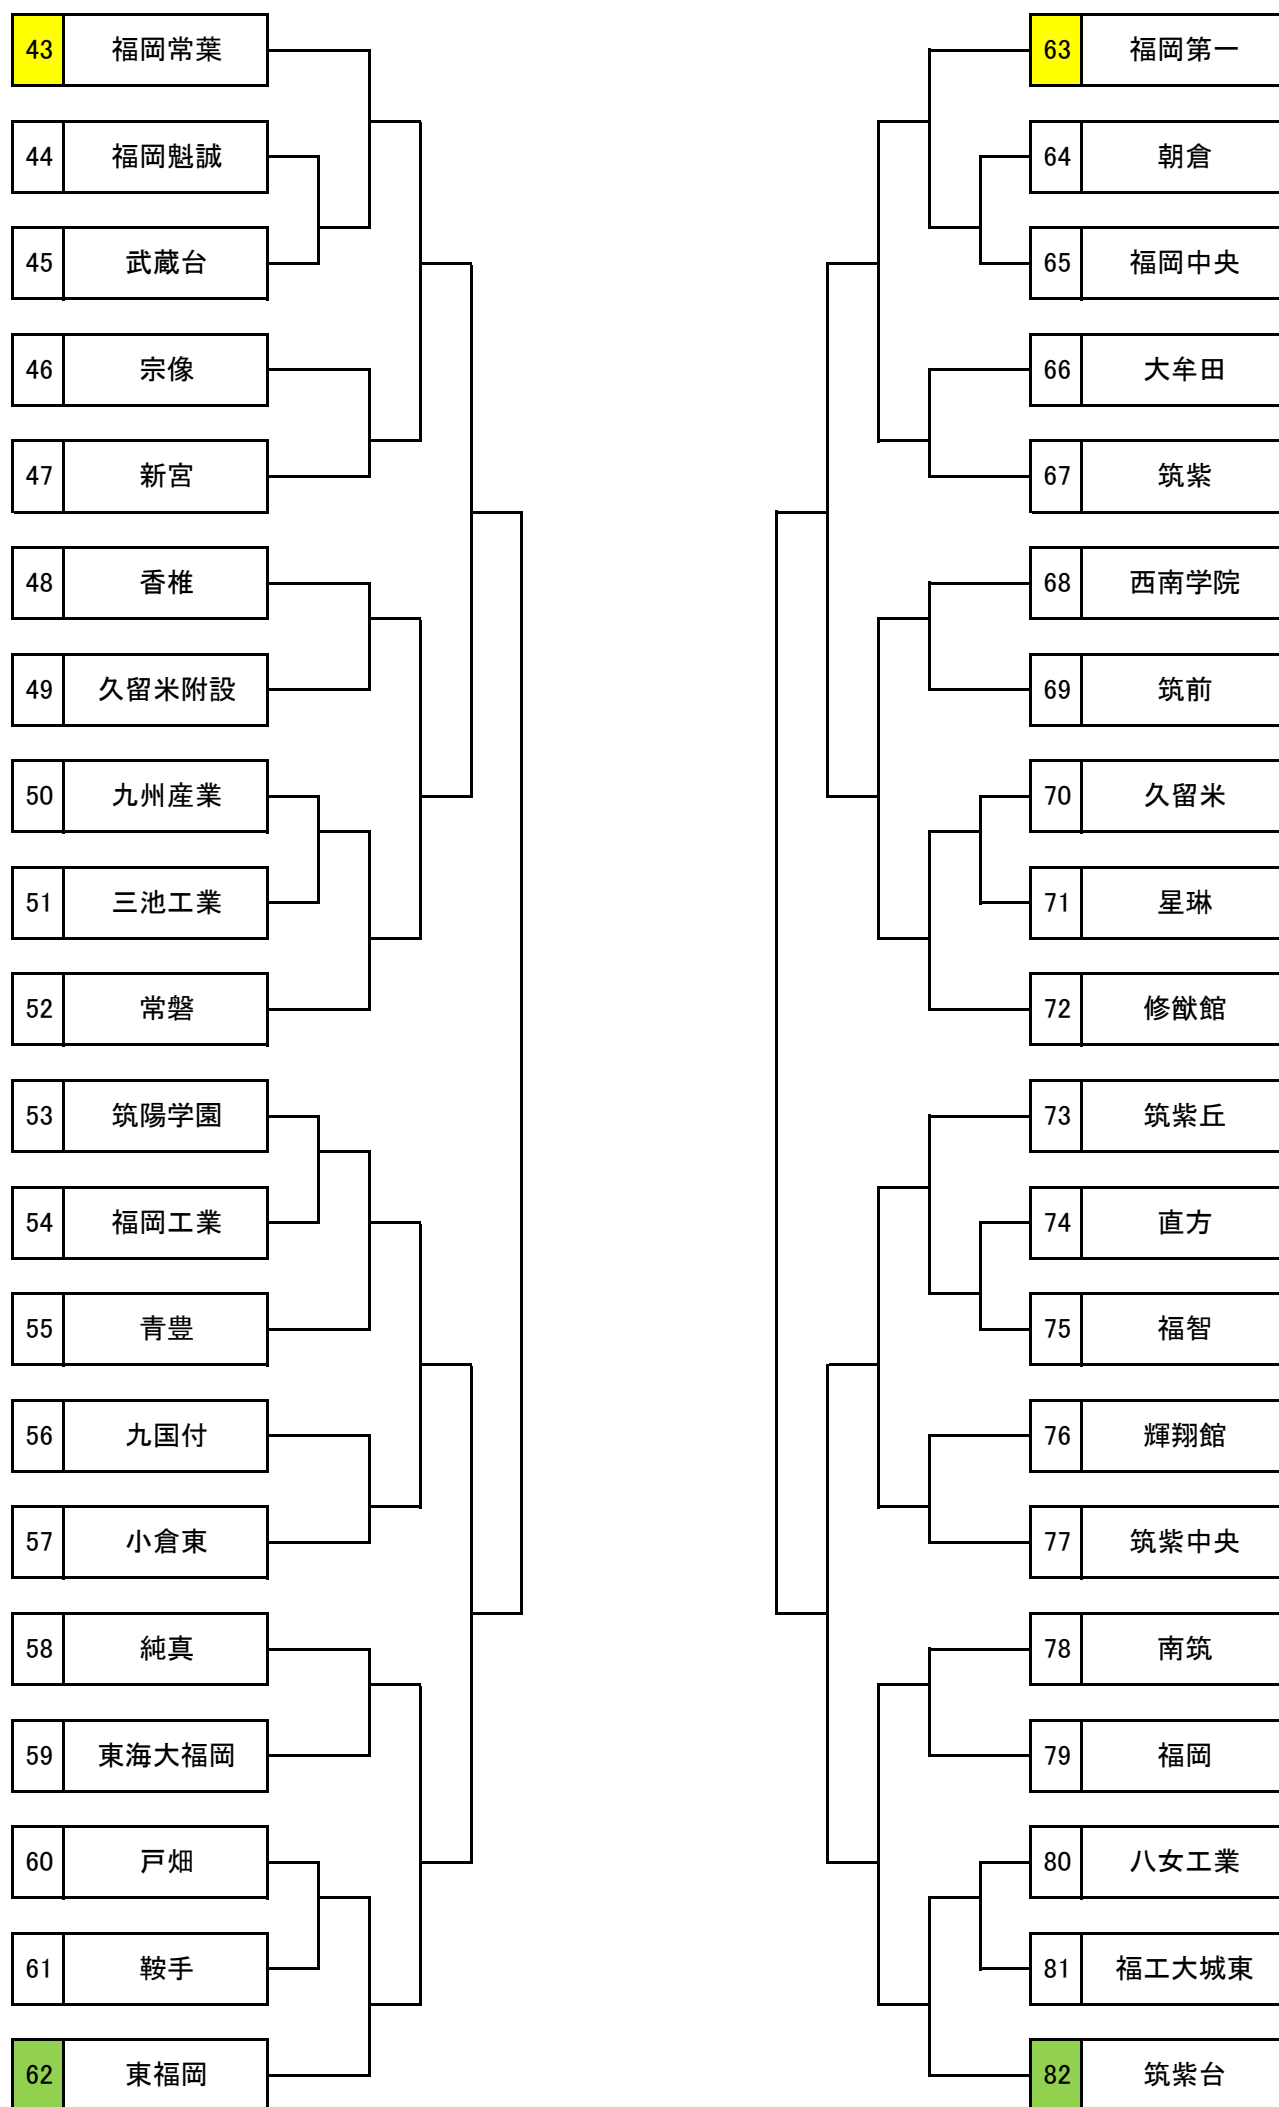 43 福岡常葉
44 福岡魁誠
45 武蔵台
46 宗像
47 新宮
48 香椎
49 久留米附設
50 九州産業
51 三池工業
52 常磐
53 筑陽学園
54 福岡工業
55 青豊
56 九国付
57 小倉東
58 純真
59 東海大福岡
60 戸畑
61 鞍手
62 東福岡
63 福岡第一
64 朝倉
65 福岡中央
66 大牟田
67 筑紫
68 西南学院
69 筑前
70 久留米
71 星琳
72 修猷館
73 筑紫丘
74 直方
75 福智
76 輝翔館
77 筑紫中央
78 南筑
79 福岡
80 八女工業
81 福工大城東
82 筑紫台